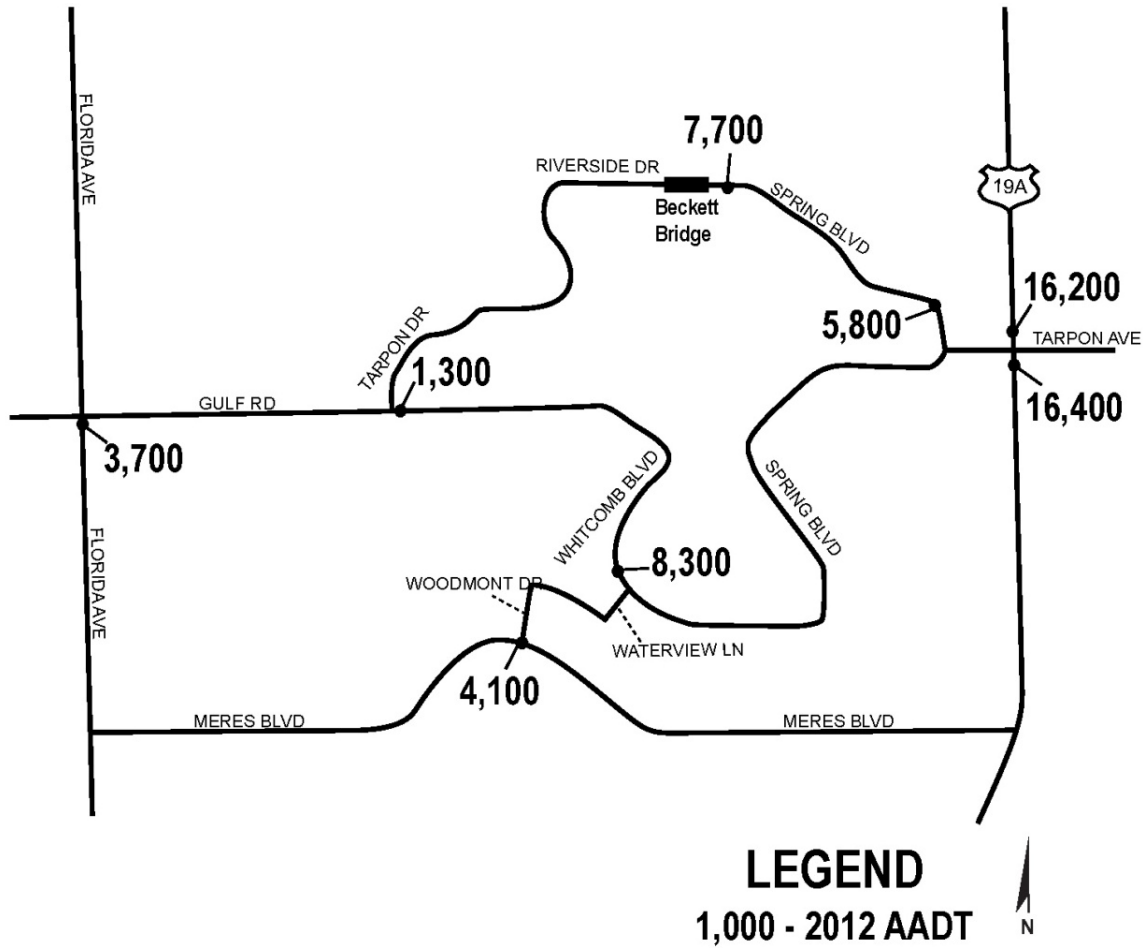 FLORIDA AVE
7,700
RIVERSIDE DR
Beckett
Bridge
SPRING BLVD
19A
16,200
TARPON AVE
5,800
16,400
TARPON DR
1,300
GULF RD
3,700
WHITCOMB BLVD
SPRING BLVD
FLORIDA AVE
8,300
WOODMONT DR
WATERVIEW LN
4,100
MERES BLVD
MERES BLVD
LEGEND
1,000 - 2012 AADT
N